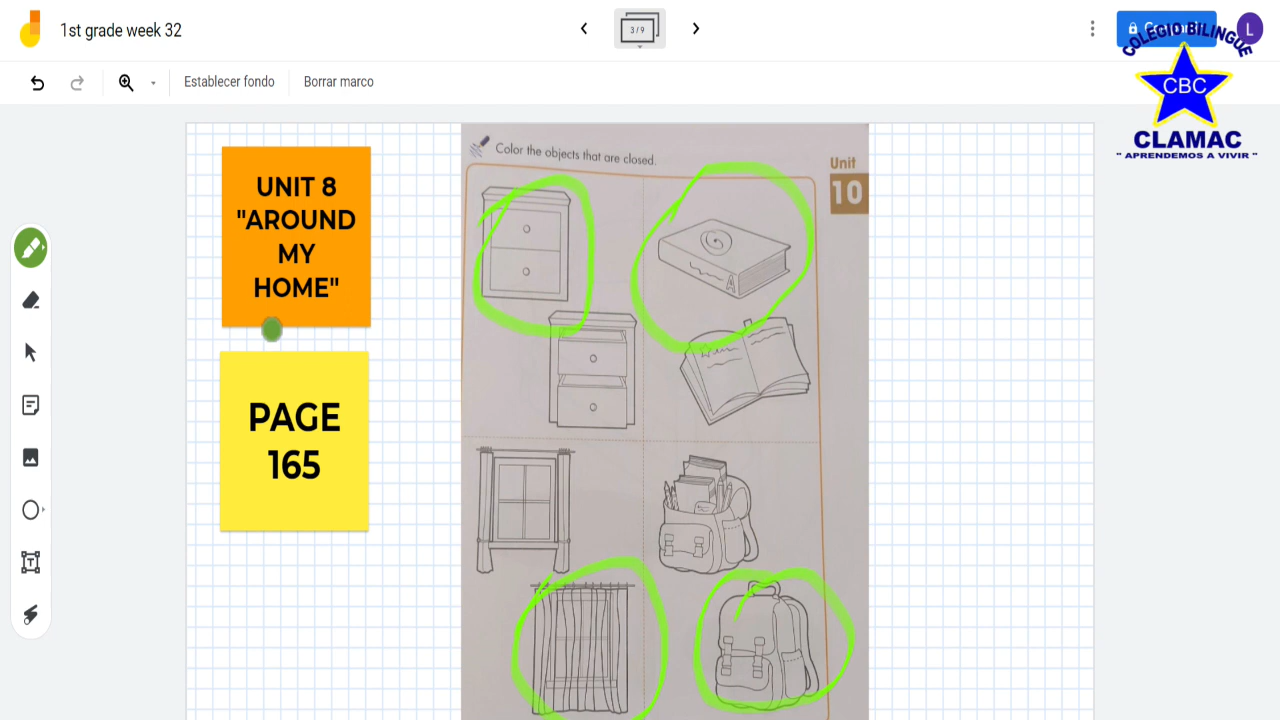 1st grade week 32
3 / 9
L
COLEGIO BILINGÜE
CBC
CLAMAC
" APRENDEMOS A VIVIR "
Establecer fondo
Borrar marco
UNIT 8
"AROUND
MY
HOME"
PAGE
165
Color the objects that are closed.
Unit
10
A